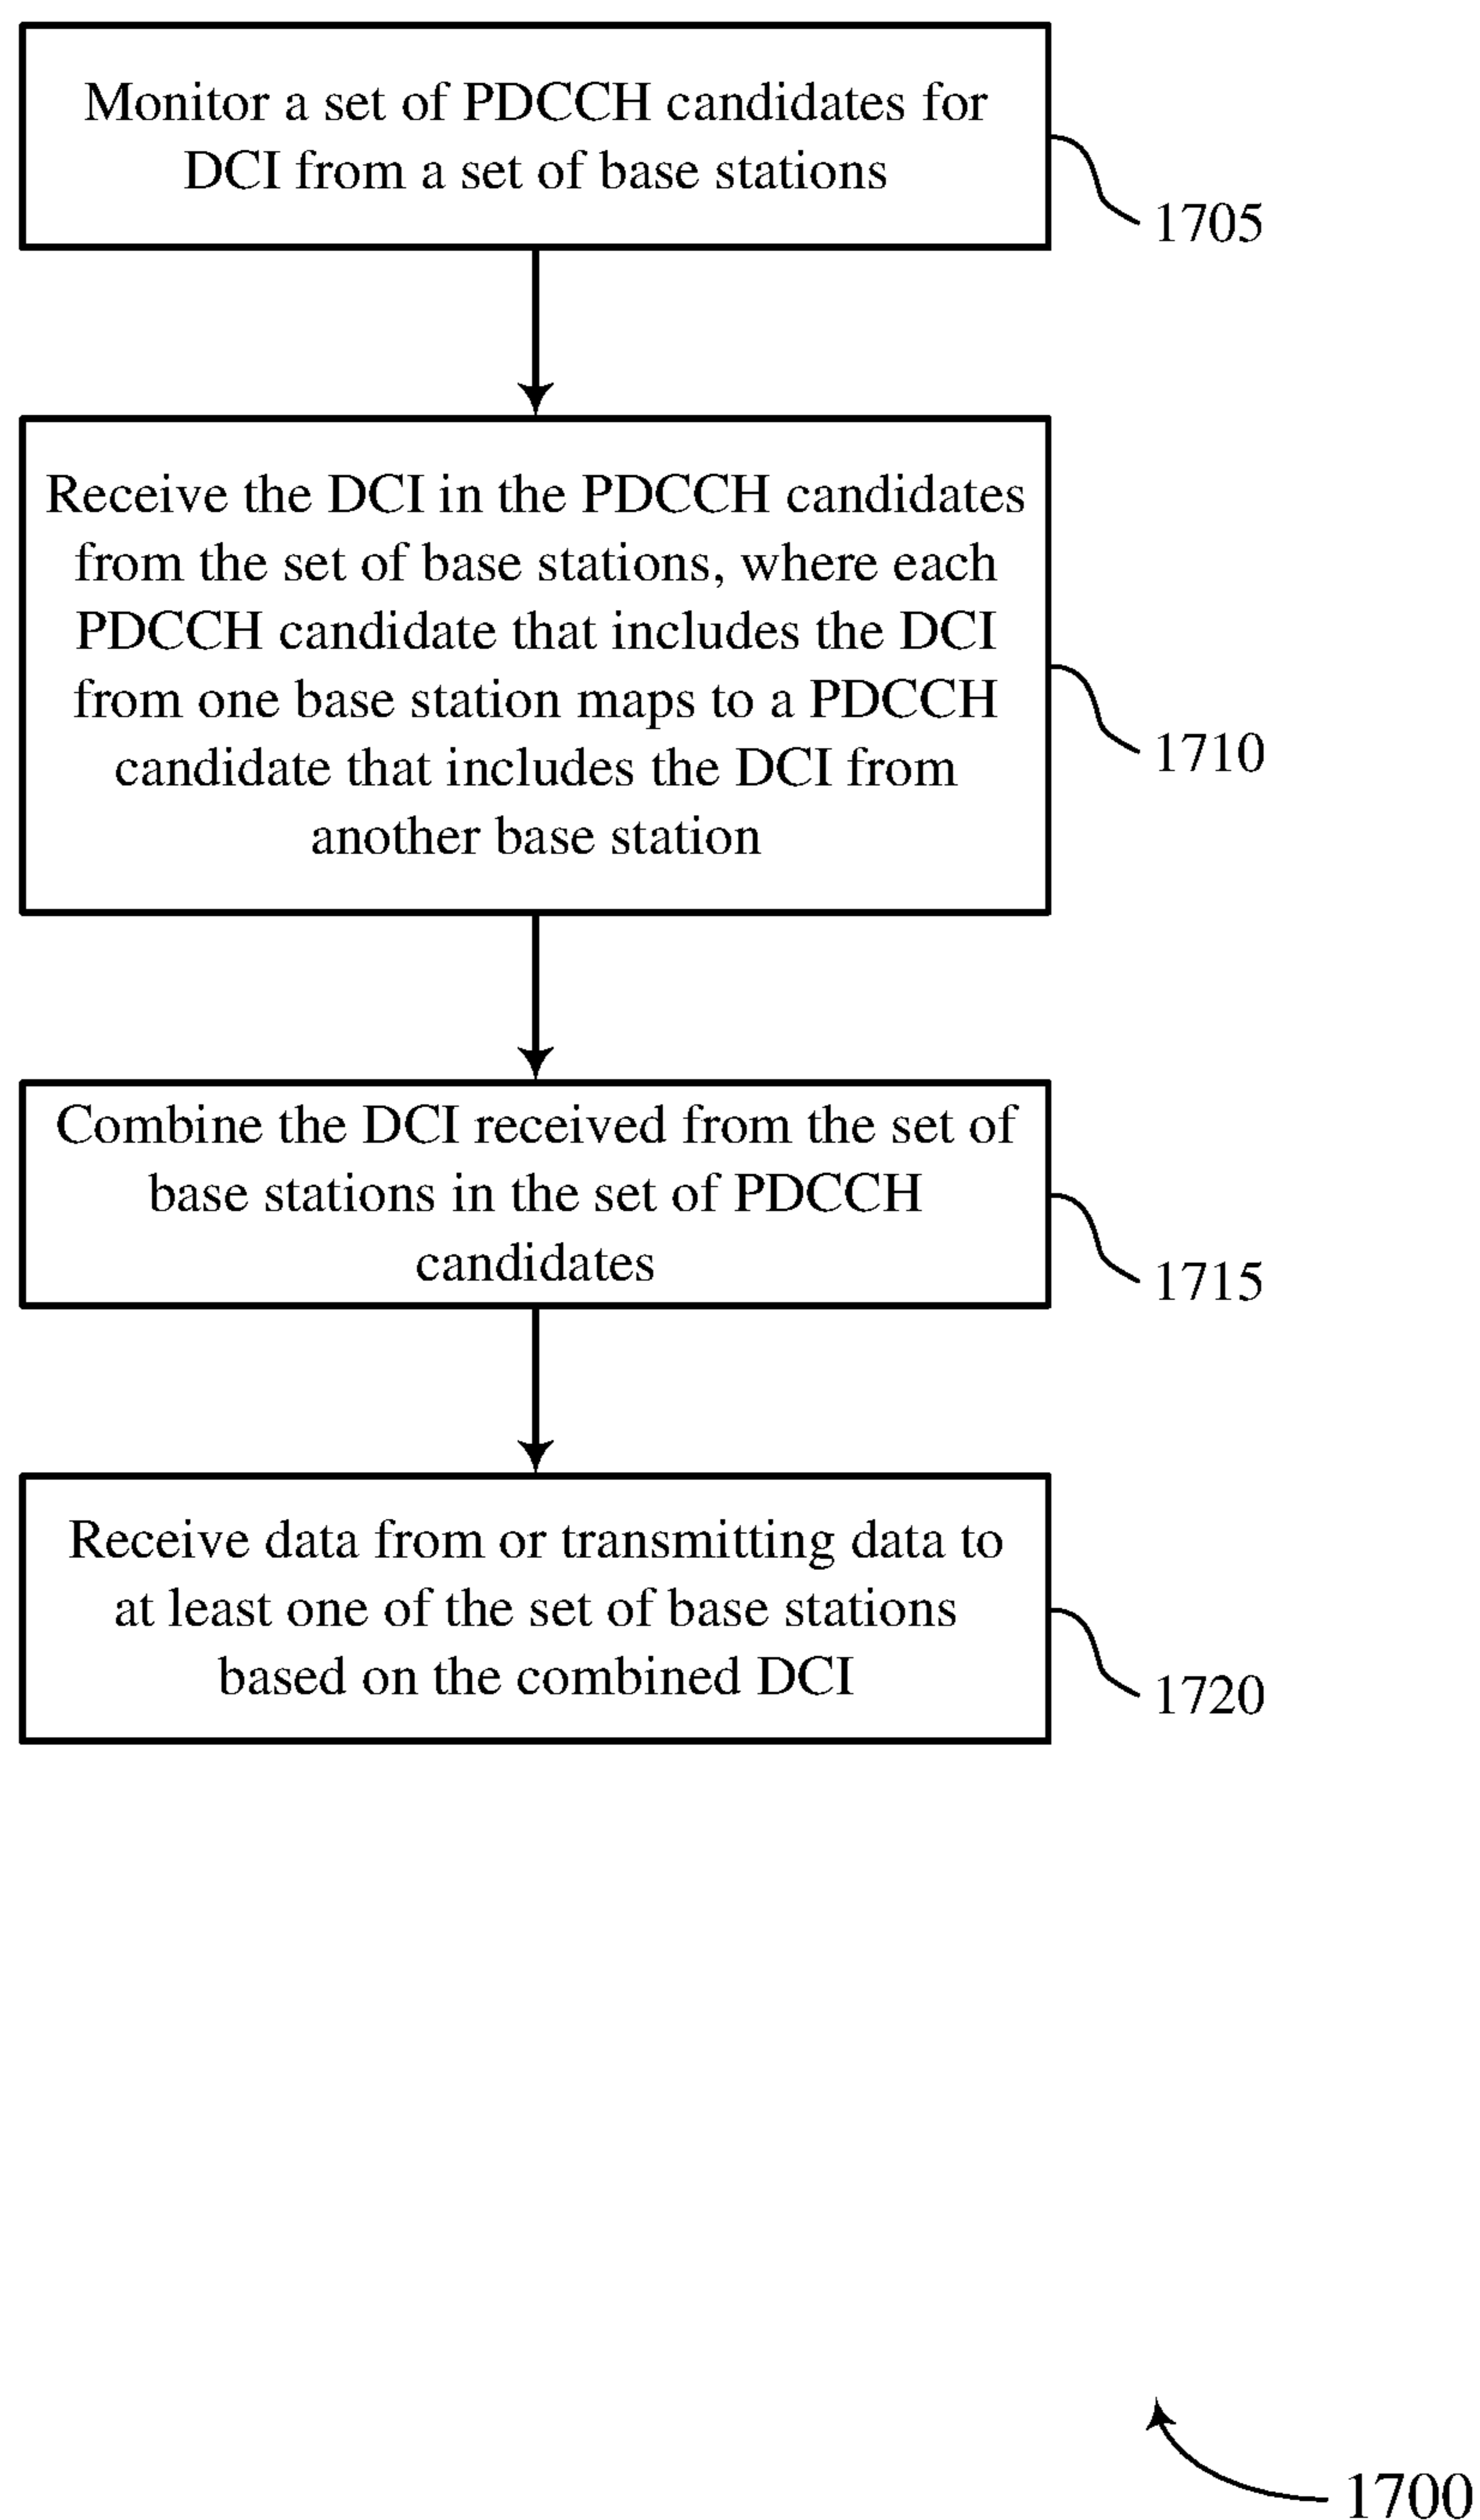 Monitor a set of PDCCH candidates for
DCI from a set of base stations
1705
Receive the DCI in the PDCCH candidates
from the set of base stations, where each
PDCCH candidate that includes the DCI
from one base station maps to a PDCCH
candidate that includes the DCI from
another base station
1710
Combine the DCI received from the set of
base stations in the set of PDCCH
candidates
1715
Receive data from or transmitting data to
at least one of the set of base stations
based on the combined DCI
1720
1700